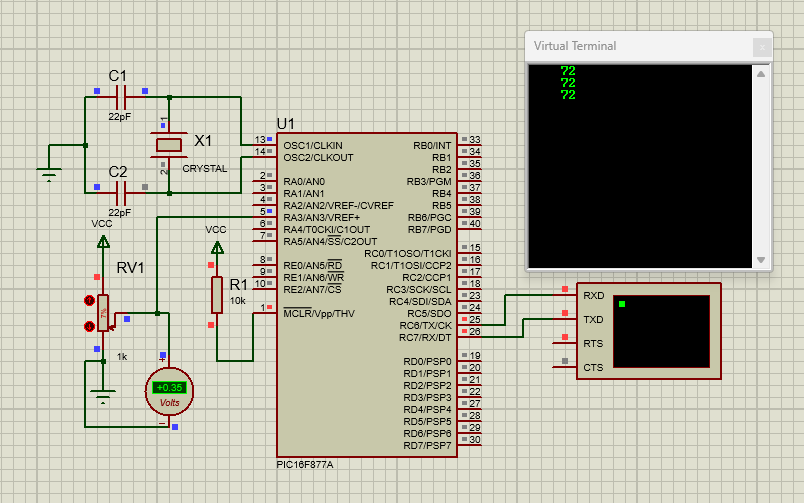 C1
22pF
X1
CRYSTAL
1
2
C2
22pF
VCC
RV1
7%
1k
+0.35
Volts
VCC
R1
10k
U1
13 OSC1/CLKIN
14 OSC2/CLKOUT
2 RA0/AN0
3 RA1/AN1
4 RA2/AN2/VREF-/CVREF
5 RA3/AN3/VREF+
6 RA4/T0CKI/C1OUT
7 RA5/AN4/SS/C2OUT
8 RE0/AN5/RD
9 RE1/AN6/WR
10 RE2/AN7/CS
1 MCLR/Vpp/THV
RB0/INT 33
RB1 34
RB2 35
RB3/PGM 36
RB4 37
RB5 38
RB6/PGC 39
RB7/PGD 40
RC0/T1OSO/T1CKI 15
RC1/T1OSI/CCP2 16
RC2/CCP1 17
RC3/SCK/SCL 18
RC4/SDI/SDA 23
RC5/SDO 24
RC6/TX/CK 25
RC7/RX/DT 26
RD0/PSP0 19
RD1/PSP1 20
RD2/PSP2 21
RD3/PSP3 22
RD4/PSP4 27
RD5/PSP5 28
RD6/PSP6 29
RD7/PSP7 30
PIC16F877A
Virtual Terminal
x
72
72
72
RXD
TXD
RTS
CTS